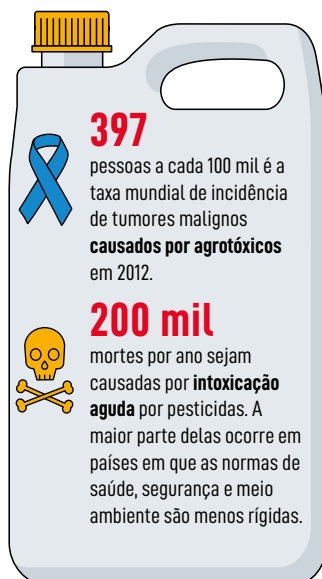 397
pessoas a cada 100 mil é a
taxa mundial de incidência
de tumores malignos
causados por agrotóxicos
em 2012.
200 mil
mortes por ano sejam
causadas por intoxicação
aguda por pesticidas. A
maior parte delas ocorre em
países em que as normas de
saúde, segurança e meio
ambiente são menos rígidas.